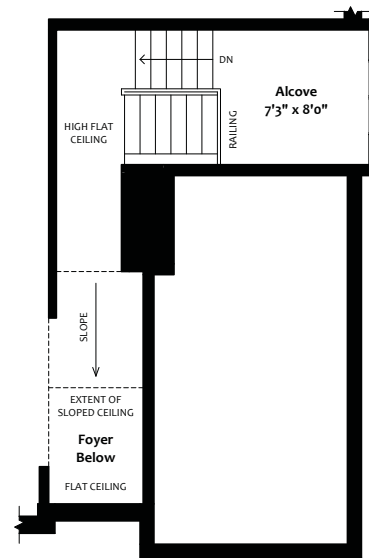 DN
Alcove
7'3" x 8'0"
HIGH FLAT
CEILING
RAILING
SLOPE
EXTENT OF
SLOPED CEILING
Foyer
Below
FLAT CEILING